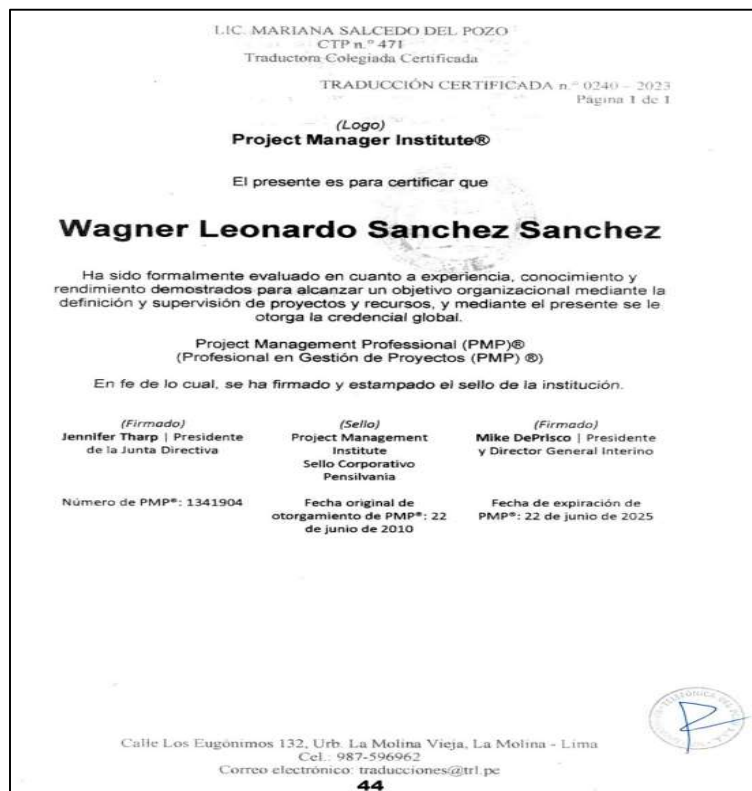 LIC. MARIANA SALCEDO DEL POZO
CTP n.° 471
Traductora Colegiada Certificada
TRADUCCIÓN CERTIFICADA n.° 0240 – 2023
Página 1 de 1
(Logo)
Project Manager Institute®
El presente es para certificar que
Wagner Leonardo Sanchez Sanchez
Ha sido formalmente evaluado en cuanto a experiencia, conocimiento y
rendimiento demostrados para alcanzar un objetivo organizacional mediante la
definición y supervisión de proyectos y recursos, y mediante el presente se le
otorga la credencial global.
Project Management Professional (PMP)®
(Profesional en Gestión de Proyectos (PMP) ®)
En fe de lo cual, se ha firmado y estampado el sello de la institución.
(Firmado)
Jennifer Tharp | Presidente
de la Junta Directiva
(Sello)
Project Management
Institute
Sello Corporativo
Pensilvania
(Firmado)
Mike DePrisco | Presidente
y Director General Interino
Número de PMP®: 1341904
Fecha original de
otorgamiento de PMP®: 22
de junio de 2010
Fecha de expiración de
PMP®: 22 de junio de 2025
Calle Los Eugónimos 132, Urb. La Molina Vieja, La Molina - Lima
Cel.: 987-596962
Correo electrónico: traducciones@trl.pe
44